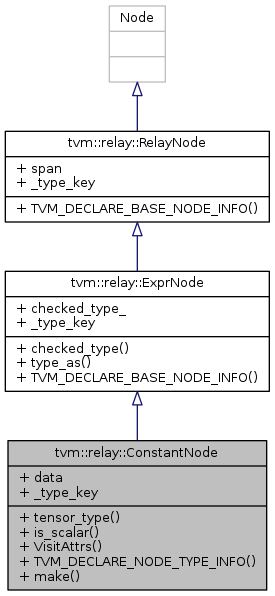 Node
tvm::relay::RelayNode
+ span
+ _type_key
+ TVM_DECLARE_BASE_NODE_INFO()
tvm::relay::ExprNode
+ checked_type_
+ _type_key
+ checked_type()
+ type_as()
+ TVM_DECLARE_BASE_NODE_INFO()
tvm::relay::ConstantNode
+ data
+ _type_key
+ tensor_type()
+ is_scalar()
+ VisitAttrs()
+ TVM_DECLARE_NODE_TYPE_INFO()
+ make()